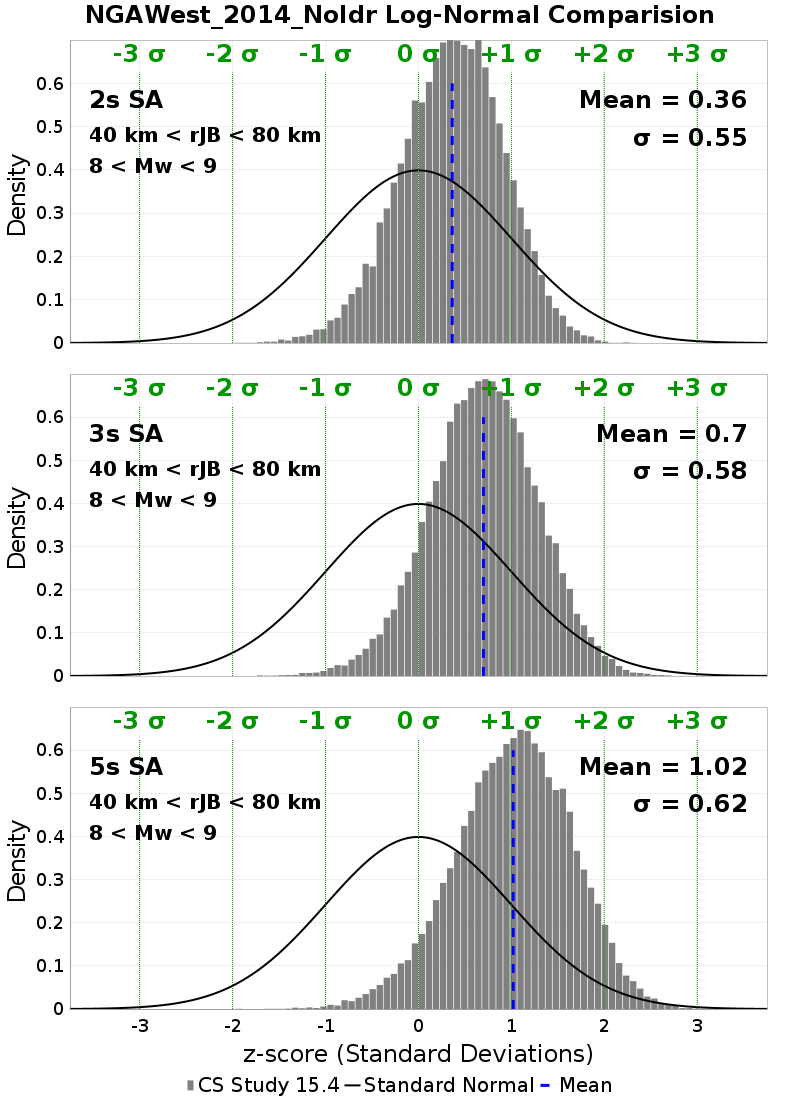 NGAWest_2014_NoIdr Log-Normal Comparision
-3 σ -2 σ -1 σ 0 σ +1 σ +2 σ +3 σ
2s SA
Mean = 0.36
40 km < rJB < 80 km
σ = 0.55
8 < Mw < 9
0.6
0.5
0.4
0.3
0.2
0.1
0
Density
-3 σ -2 σ -1 σ 0 σ +1 σ +2 σ +3 σ
3s SA
Mean = 0.7
40 km < rJB < 80 km
σ = 0.58
8 < Mw < 9
0.6
0.5
0.4
0.3
0.2
0.1
0
Density
-3 σ -2 σ -1 σ 0 σ +1 σ +2 σ +3 σ
5s SA
Mean = 1.02
40 km < rJB < 80 km
σ = 0.62
8 < Mw < 9
0.6
0.5
0.4
0.3
0.2
0.1
0
Density
-3 -2 -1 0 1 2 3
z-score (Standard Deviations)
CS Study 15.4 Standard Normal Mean